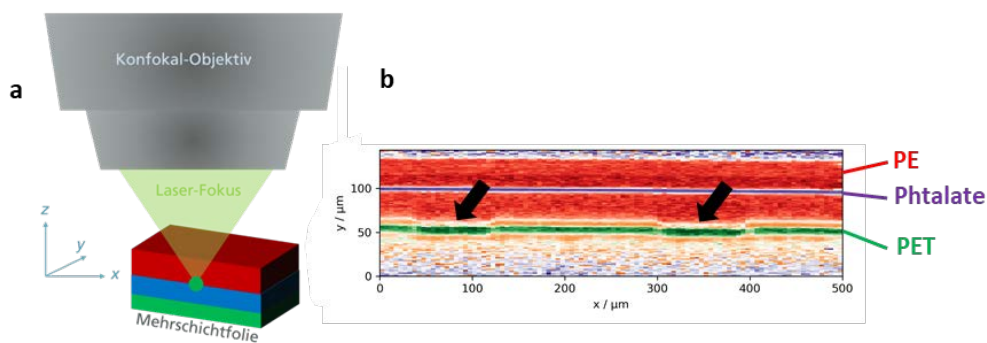 a
Konfokal-Objektiv
Laser-Fokus
z
y
x
Mehrschichtfolie
b
y / μm
100
50
0
0
100
200
300
400
500
x / μm
PE
Phtalate
PET